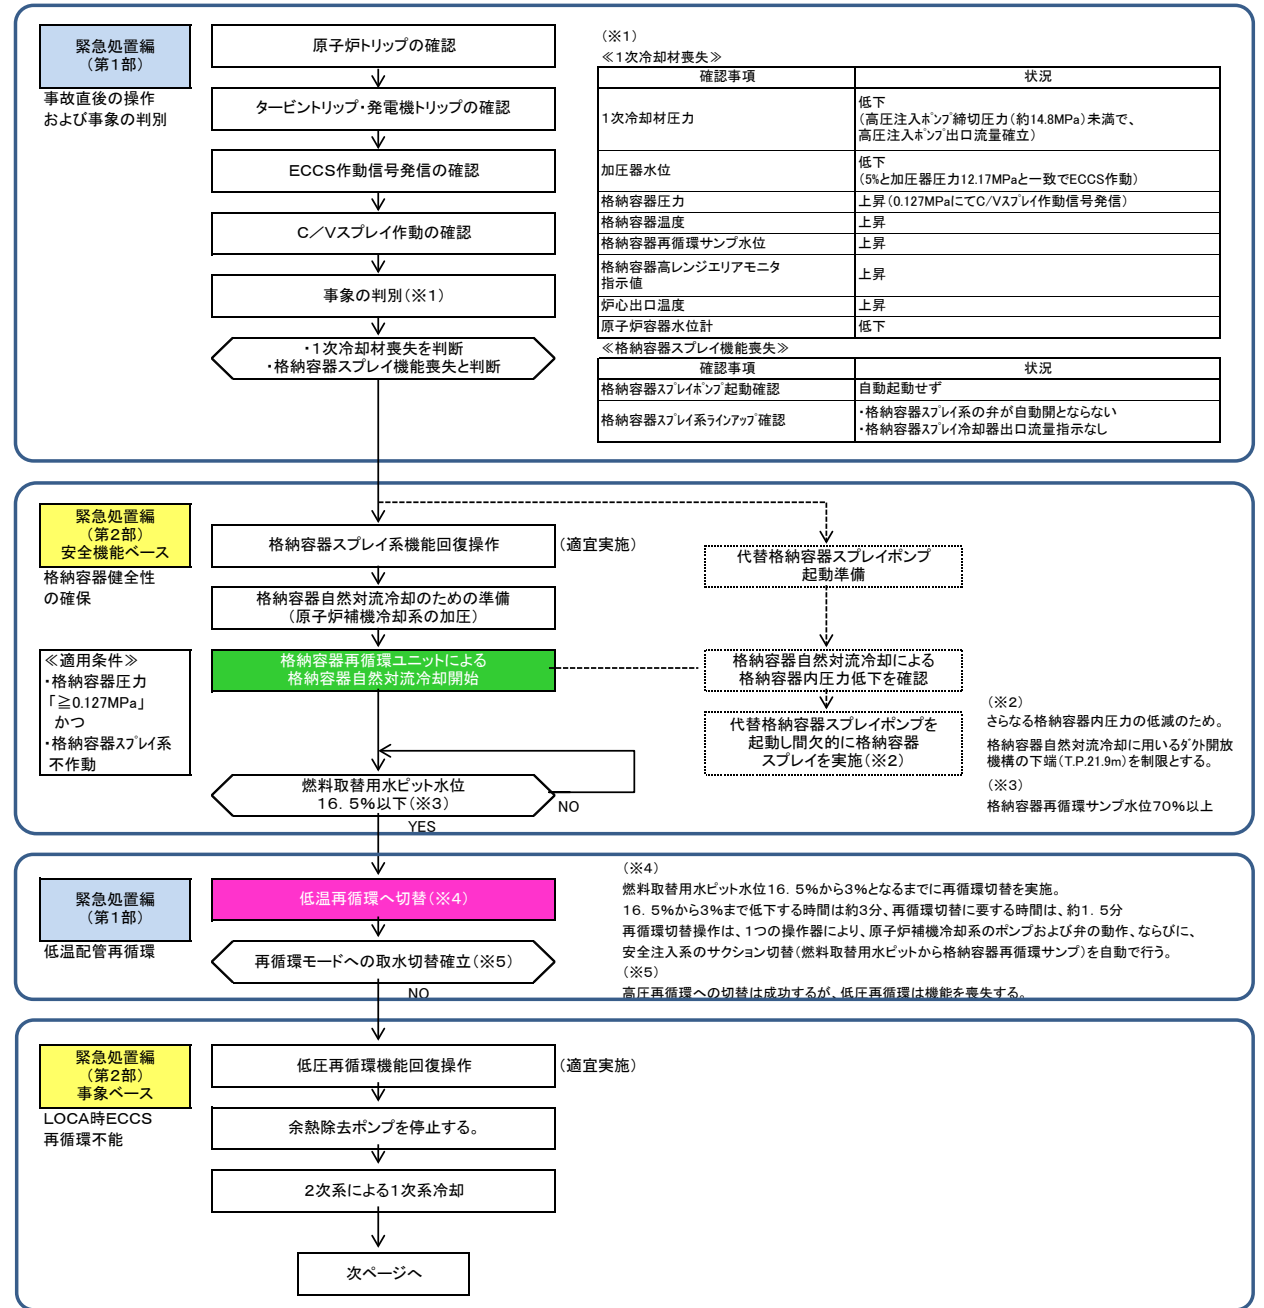 緊急処置編
(第1部)
事故直後の操作
および事象の判別
原子炉トリップの確認
タービントリップ・発電機トリップの確認
ECCS作動信号発信の確認
C/Vスプレイ作動の確認
事象の判別(※1)
・1次冷却材喪失を判断
・格納容器スプレイ機能喪失と判断
(※1)
≪1次冷却材喪失≫
確認事項 状況
1次冷却材圧力
低下
(高圧注入ポンプ締切圧力(約14.8MPa)未満で、
高圧注入ポンプ出口流量確立)
加圧器水位
低下
(5%と加圧器圧力12.17MPaと一致でECCS作動)
格納容器圧力 上昇(0.127MPaにてC/Vスプレイ作動信号発信)
格納容器温度 上昇
格納容器再循環サンプ水位 上昇
格納容器高レンジエリアモニタ
指示値
上昇
炉心出口温度 上昇
原子炉容器水位計 低下
≪格納容器スプレイ機能喪失≫
確認事項 状況
格納容器スプレイポンプ起動確認 自動起動せず
格納容器スプレイ系ラインアップ確認
・格納容器スプレイ系の弁が自動開とならない
・格納容器スプレイ冷却器出口流量指示なし
緊急処置編
(第2部)
安全機能ベース
格納容器健全性
の確保
≪適用条件≫
・格納容器圧力
「≧0.127MPa」
かつ
・格納容器スプレイ系
不作動
格納容器スプレイ系機能回復操作
(適宜実施)
格納容器自然対流冷却のための準備
(原子炉補機冷却系の加圧)
格納容器再循環ユニットによる
格納容器自然対流冷却開始
燃料取替用水ピット水位
16.5%以下(※3)
NO
YES
代替格納容器スプレイポンプ
起動準備
格納容器自然対流冷却による
格納容器内圧力低下を確認
代替格納容器スプレイポンプを
起動し間欠的に格納容器
スプレイを実施(※2)
(※2)
さらなる格納容器内圧力の低減のため。
格納容器自然対流冷却に用いるダクト開放
機構の下端(T.P.21.9m)を制限とする。
(※3)
格納容器再循環サンプ水位70%以上
緊急処置編
(第1部)
低温配管再循環
低温再循環へ切替(※4)
再循環モードへの取水切替確立(※5)
NO
(※4)
燃料取替用水ピット水位16.5%から3%となるまでに再循環切替を実施。
16.5%から3%まで低下する時間は約3分、再循環切替に要する時間は、約1.5分
再循環切替操作は、1つの操作器により、原子炉補機冷却系のポンプおよび弁の動作、ならびに、
安全注入系のサクション切替(燃料取替用水ピットから格納容器再循環サンプ)を自動で行う。
(※5)
高圧再循環への切替は成功するが、低圧再循環は機能を喪失する。
緊急処置編
(第2部)
事象ベース
LOCA時ECCS
再循環不能
低圧再循環機能回復操作
(適宜実施)
余熱除去ポンプを停止する。
2次系による1次系冷却
次ページへ